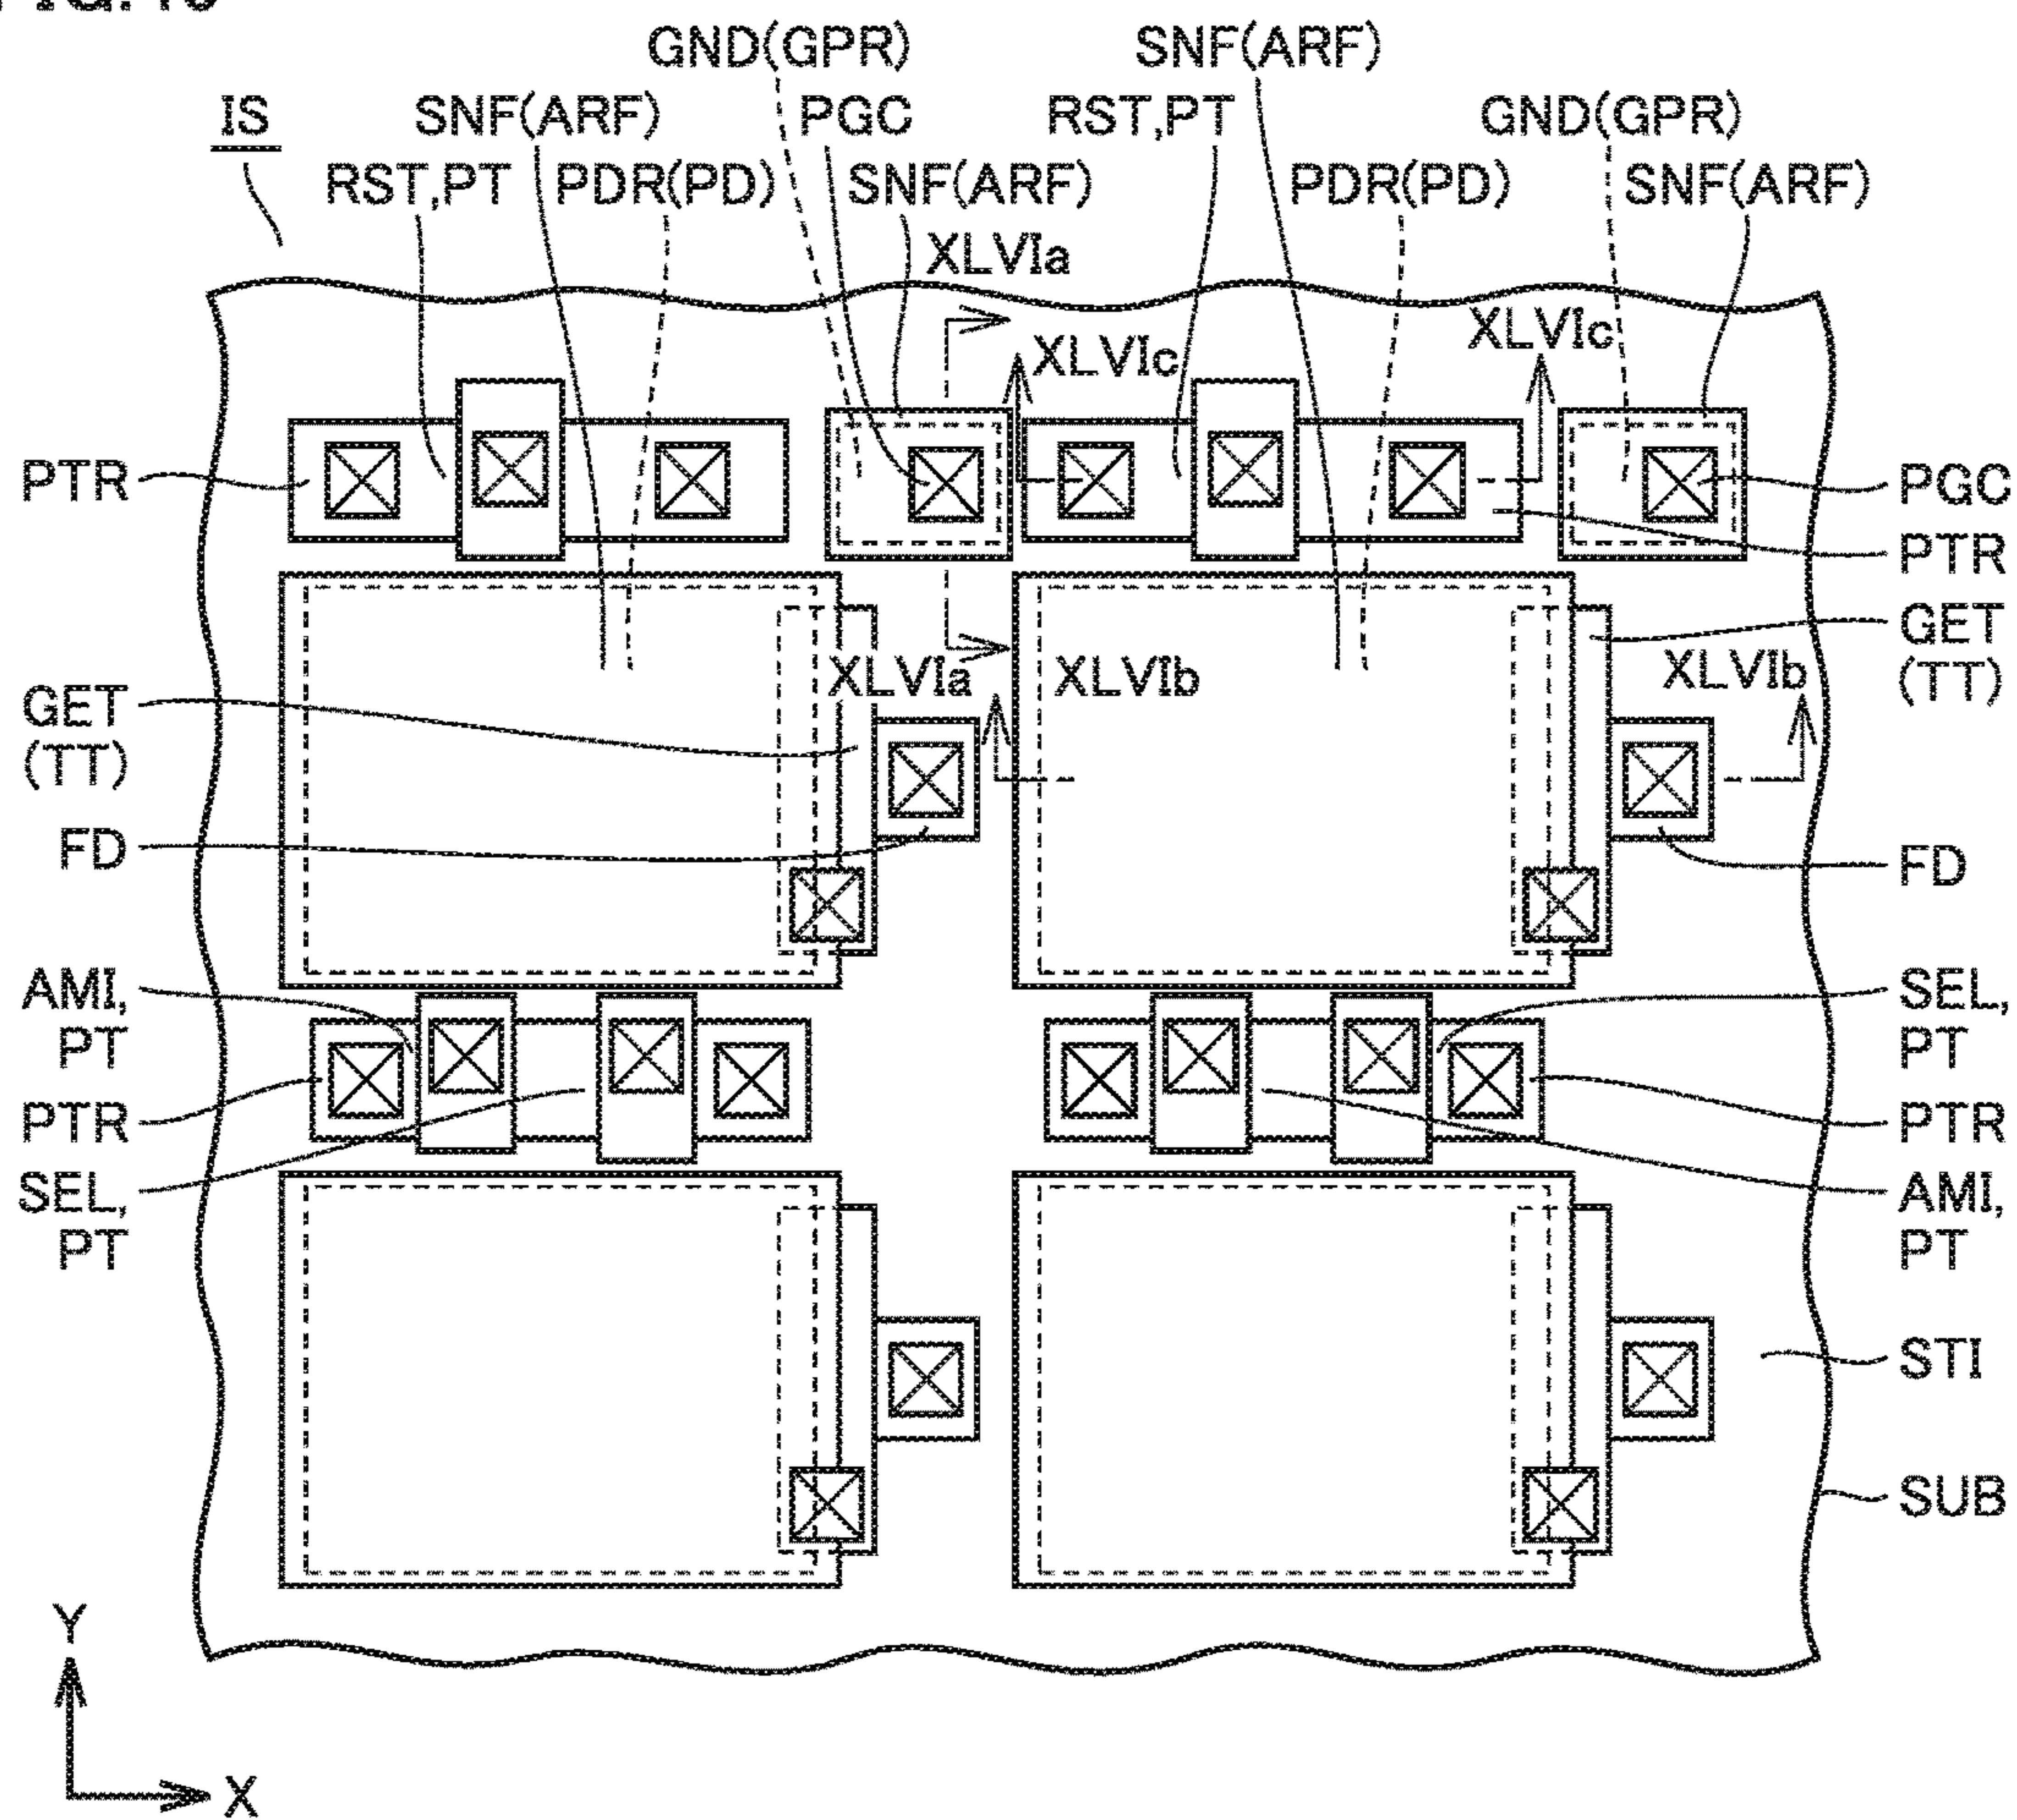 GND(GPR) SNF(ARF)
IS SNF(ARF) PGC RST,PT GND(GPR)
RST,PT PDR(PD) SNF(ARF) PDR(PD) SNF(ARF)
XLVIa
XLVIc XLVIc
PTR PGC
PTR
GET
(TT)
XLVIa XLVIb XLVIb
GET
(TT)
FD FD
AMI,
PT
SEL,
PT
PTR PTR
SEL,
PT
AMI,
PT
STI
SUB
Y
X